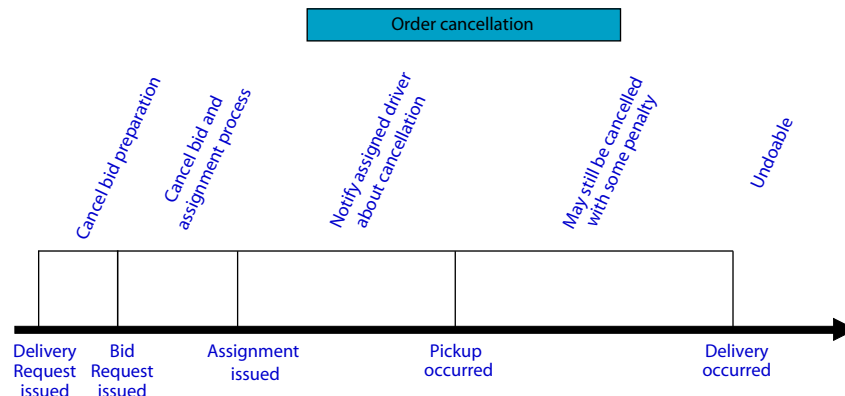 Order cancellation
Cancel bid preparation
Cancel bid and
assignment process
Notify assigned driver
about cancellation
May still be cancelled
with some penalty
Undoable
Delivery
Request
issued
Bid
Request
issued
Assignment
issued
Pickup
occurred
Delivery
occurred